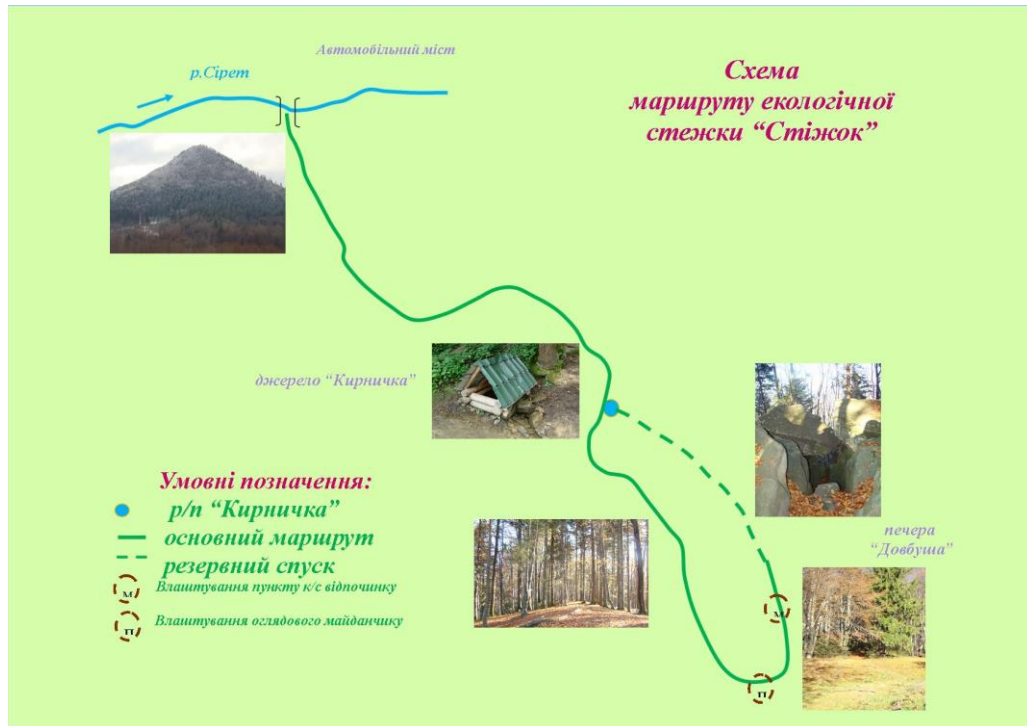 Автомобільний міст
р.Сірет
Схема
маршруту екологічної
стежки “Стіжок”
джерело “Кирничка”
печера
“Довбуша”
Умовні позначення:
р/п “Кирничка”
основний маршрут
резервний спуск
м
Влаштування пункту к/с відпочинку
п
Влаштування оглядового майданчику
м
п